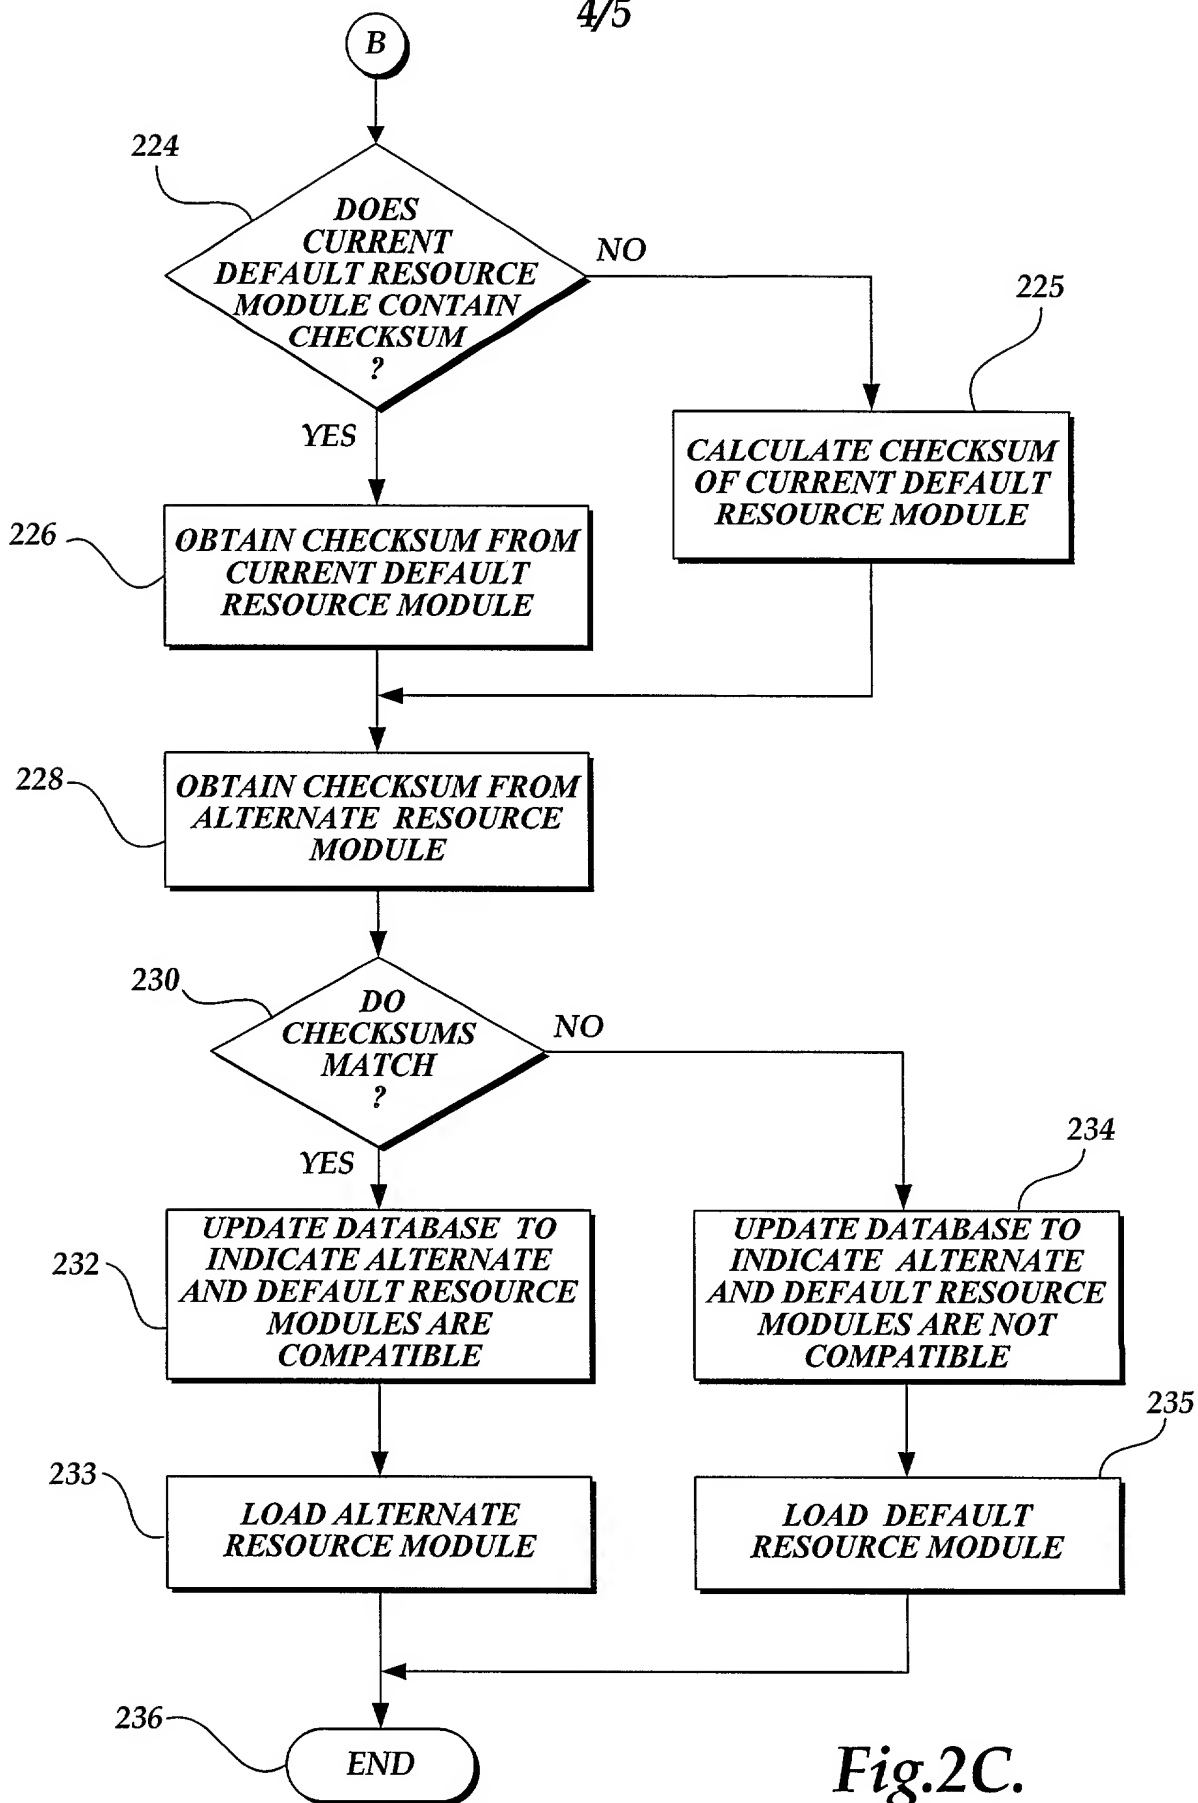 4/5
B
224
DOES
CURRENT
DEFAULT RESOURCE
MODULE CONTAIN
CHECKSUM
?
NO
225
YES
CALCULATE CHECKSUM
OF CURRENT DEFAULT
RESOURCE MODULE
226
OBTAIN CHECKSUM FROM
CURRENT DEFAULT
RESOURCE MODULE
228
OBTAIN CHECKSUM FROM
ALTERNATE RESOURCE
MODULE
230
DO
CHECKSUMS
MATCH
?
NO
YES
234
232
UPDATE DATABASE TO
INDICATE ALTERNATE
AND DEFAULT RESOURCE
MODULES ARE
COMPATIBLE
UPDATE DATABASE TO
INDICATE ALTERNATE
AND DEFAULT RESOURCE
MODULES ARE NOT
COMPATIBLE
235
233
LOAD ALTERNATE
RESOURCE MODULE
LOAD DEFAULT
RESOURCE MODULE
236
END
Fig.2C.